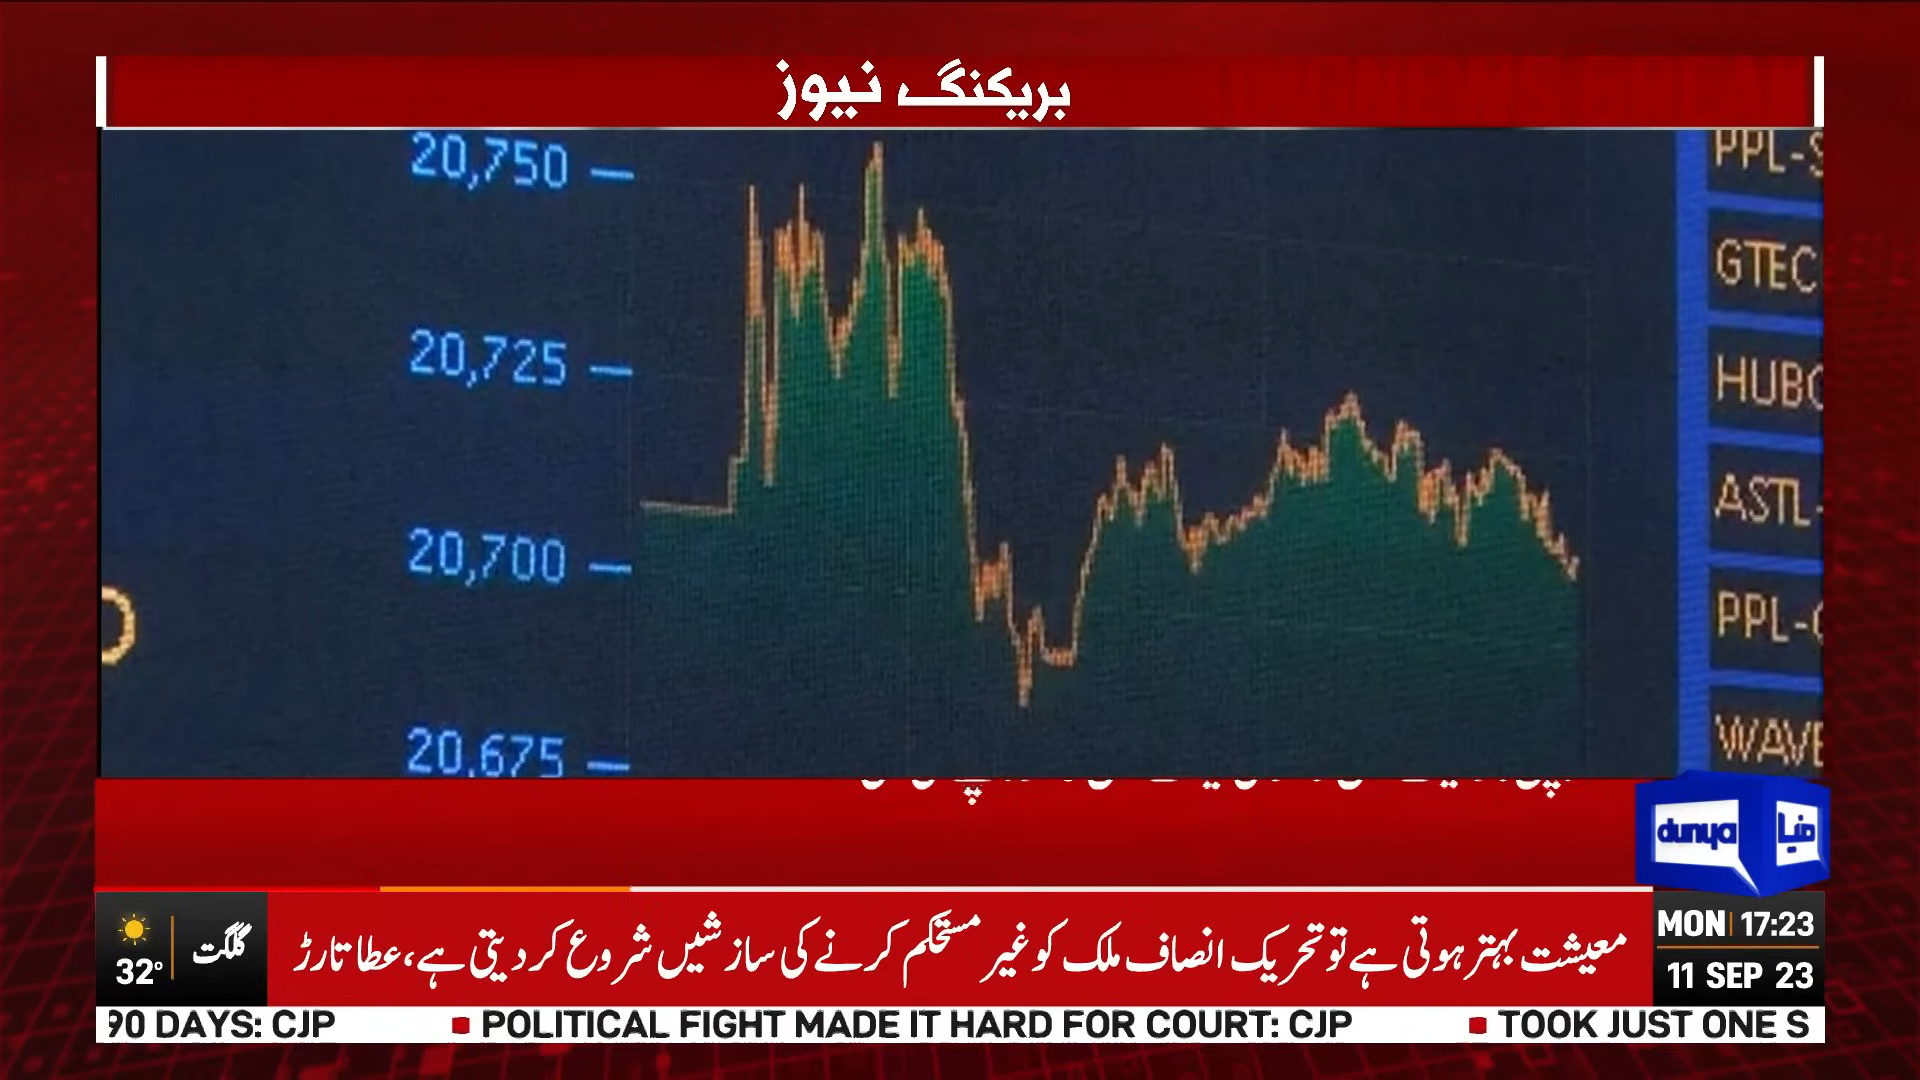 بریکنگ نیوز
20,750
20,725
20,700
20,675
PPL-S
GTEC
HUBC
ASTL-
PPL-
WAVE
dunya
دنیا
گلگت
32°
معیشت بہتر ہوتی ہے تو تحریک انصاف ملک کو غیر مستحکم کرنے کی سازشیں شروع کر دیتی ہے، عطا تارڑ
MON 17:23
11 SEP 23
90 DAYS: CJP
POLITICAL FIGHT MADE IT HARD FOR COURT: CJP
TOOK JUST ONE S